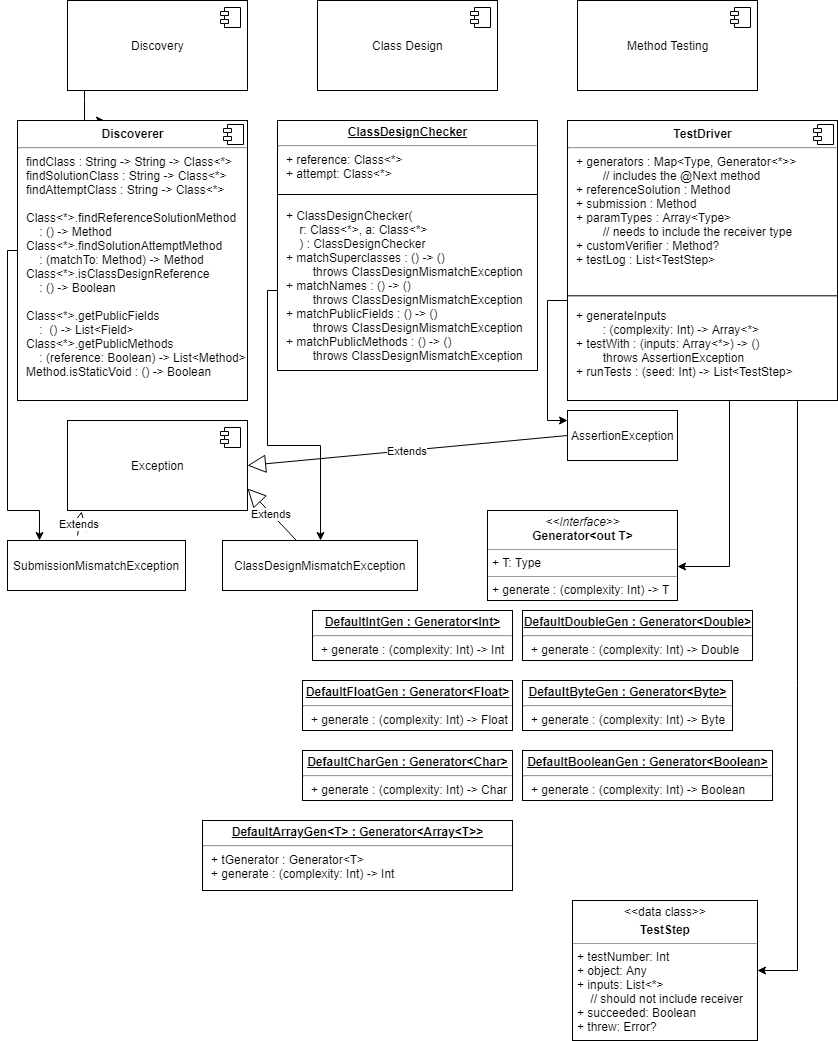 Discovery
Class Design
Method Testing
Discoverer
findClass : String -> String -> Class<*>
findSolutionClass : String -> Class<*>
findAttemptClass : String -> Class<*>
Class<*>.findReferenceSolutionMethod
: () -> Method
Class<*>.findSolutionAttemptMethod
: (matchTo: Method) -> Method
Class<*>.isClassDesignReference
: () -> Boolean
Class<*>.getPublicFields
: () -> List<Field>
Class<*>.getPublicMethods
: (reference: Boolean) -> List<Method>
Method.isStaticVoid : () -> Boolean
ClassDesignChecker
+ reference: Class<*>
+ attempt: Class<*>
+ ClassDesignChecker(
r: Class<*>, a: Class<*>
) : ClassDesignChecker
+ matchSuperclasses : () -> ()
throws ClassDesignMismatchException
+ matchNames : () -> ()
throws ClassDesignMismatchException
+ matchPublicFields : () -> ()
throws ClassDesignMismatchException
+ matchPublicMethods : () -> ()
throws ClassDesignMismatchException
TestDriver
+ generators : Map<Type, Generator<*>>
// includes the @Next method
+ referenceSolution : Method
+ submission : Method
+ paramTypes : Array<Type>
// needs to include the receiver type
+ customVerifier : Method?
+ testLog : List<TestStep>
+ generateInputs
: (complexity: Int) -> Array<*>
+ testWith : (inputs: Array<*>) -> ()
throws AssertionException
+ runTests : (seed: Int) -> List<TestStep>
Exception
Extends
AssertionException
Extends
Extends
SubmissionMismatchException
ClassDesignMismatchException
<<Interface>>
Generator<out T>
+ T: Type
+ generate : (complexity: Int) -> T
DefaultIntGen : Generator<Int>
+ generate : (complexity: Int) -> Int
DefaultDoubleGen : Generator<Double>
+ generate : (complexity: Int) -> Double
DefaultFloatGen : Generator<Float>
+ generate : (complexity: Int) -> Float
DefaultByteGen : Generator<Byte>
+ generate : (complexity: Int) -> Byte
DefaultCharGen : Generator<Char>
+ generate : (complexity: Int) -> Char
DefaultBooleanGen : Generator<Boolean>
+ generate : (complexity: Int) -> Boolean
DefaultArrayGen<T> : Generator<Array<T>>
+ tGenerator : Generator<T>
+ generate : (complexity: Int) -> Int
<<data class>>
TestStep
+ testNumber: Int
+ object: Any
+ inputs: List<*>
// should not include receiver
+ succeeded: Boolean
+ threw: Error?